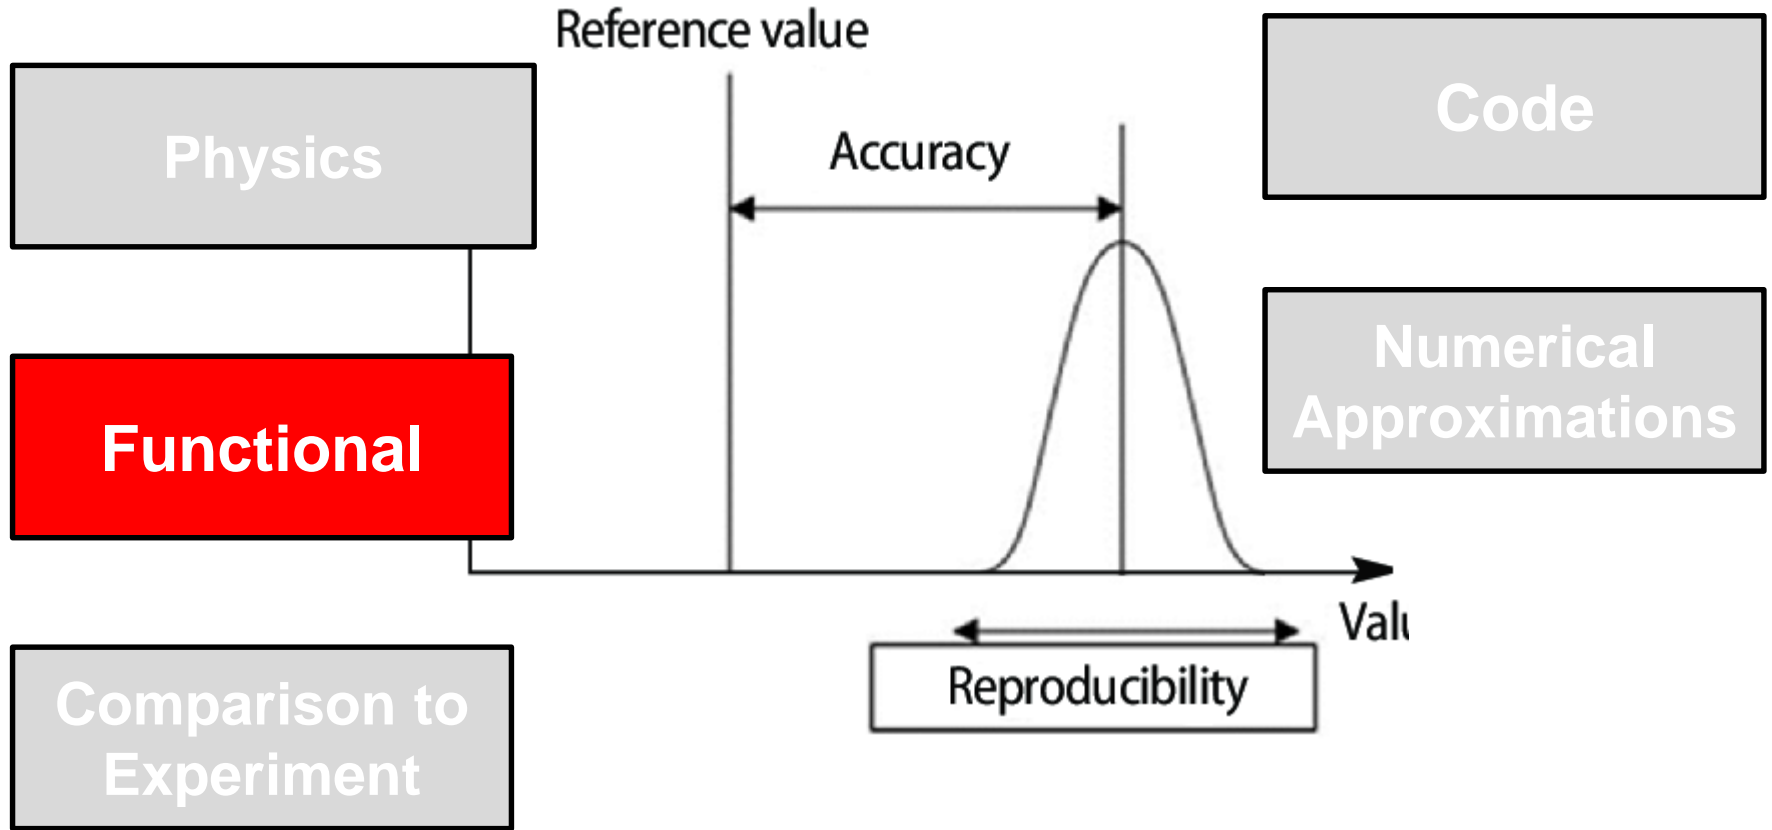 Reference value
Physics
Accuracy
Code
Functional
Numerical
Approximations
Comparison to
Experiment
Reproducibility